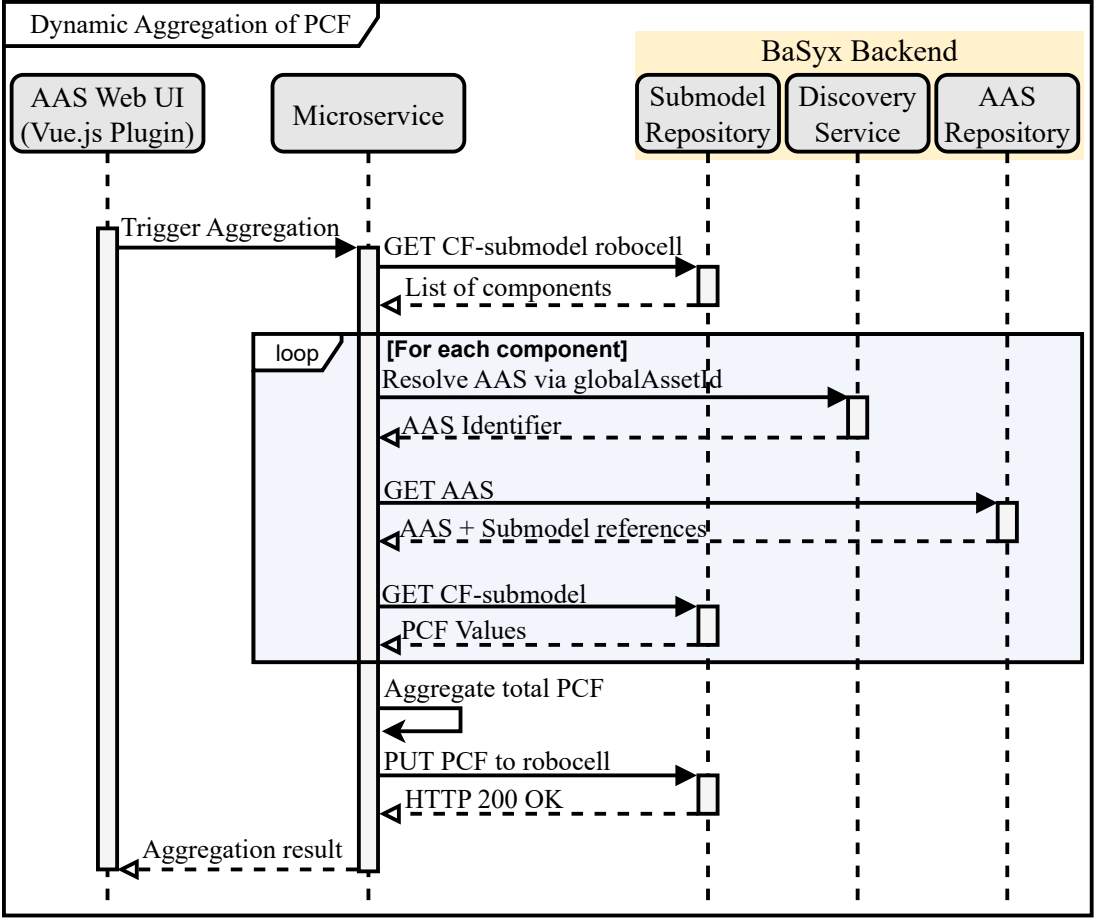 Dynamic Aggregation of PCF
BaSyx Backend
AAS Web UI
(Vue.js Plugin)
Microservice
Submodel
Repository
Discovery
Service
AAS
Repository
Trigger Aggregation
GET CF-submodel robocell
List of components
loop
[For each component]
Resolve AAS via globalAssetId
AAS Identifier
GET AAS
AAS + Submodel references
GET CF-submodel
PCF Values
Aggregate total PCF
PUT PCF to robocell
HTTP 200 OK
Aggregation result